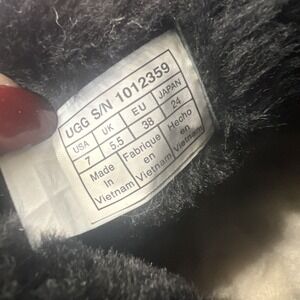 UGG S/N 1012359
USA UK EU JAPAN
7 5.5 38 24
Made In Vietnam
Fabrique en Vietnam
Hecho en Vietnam